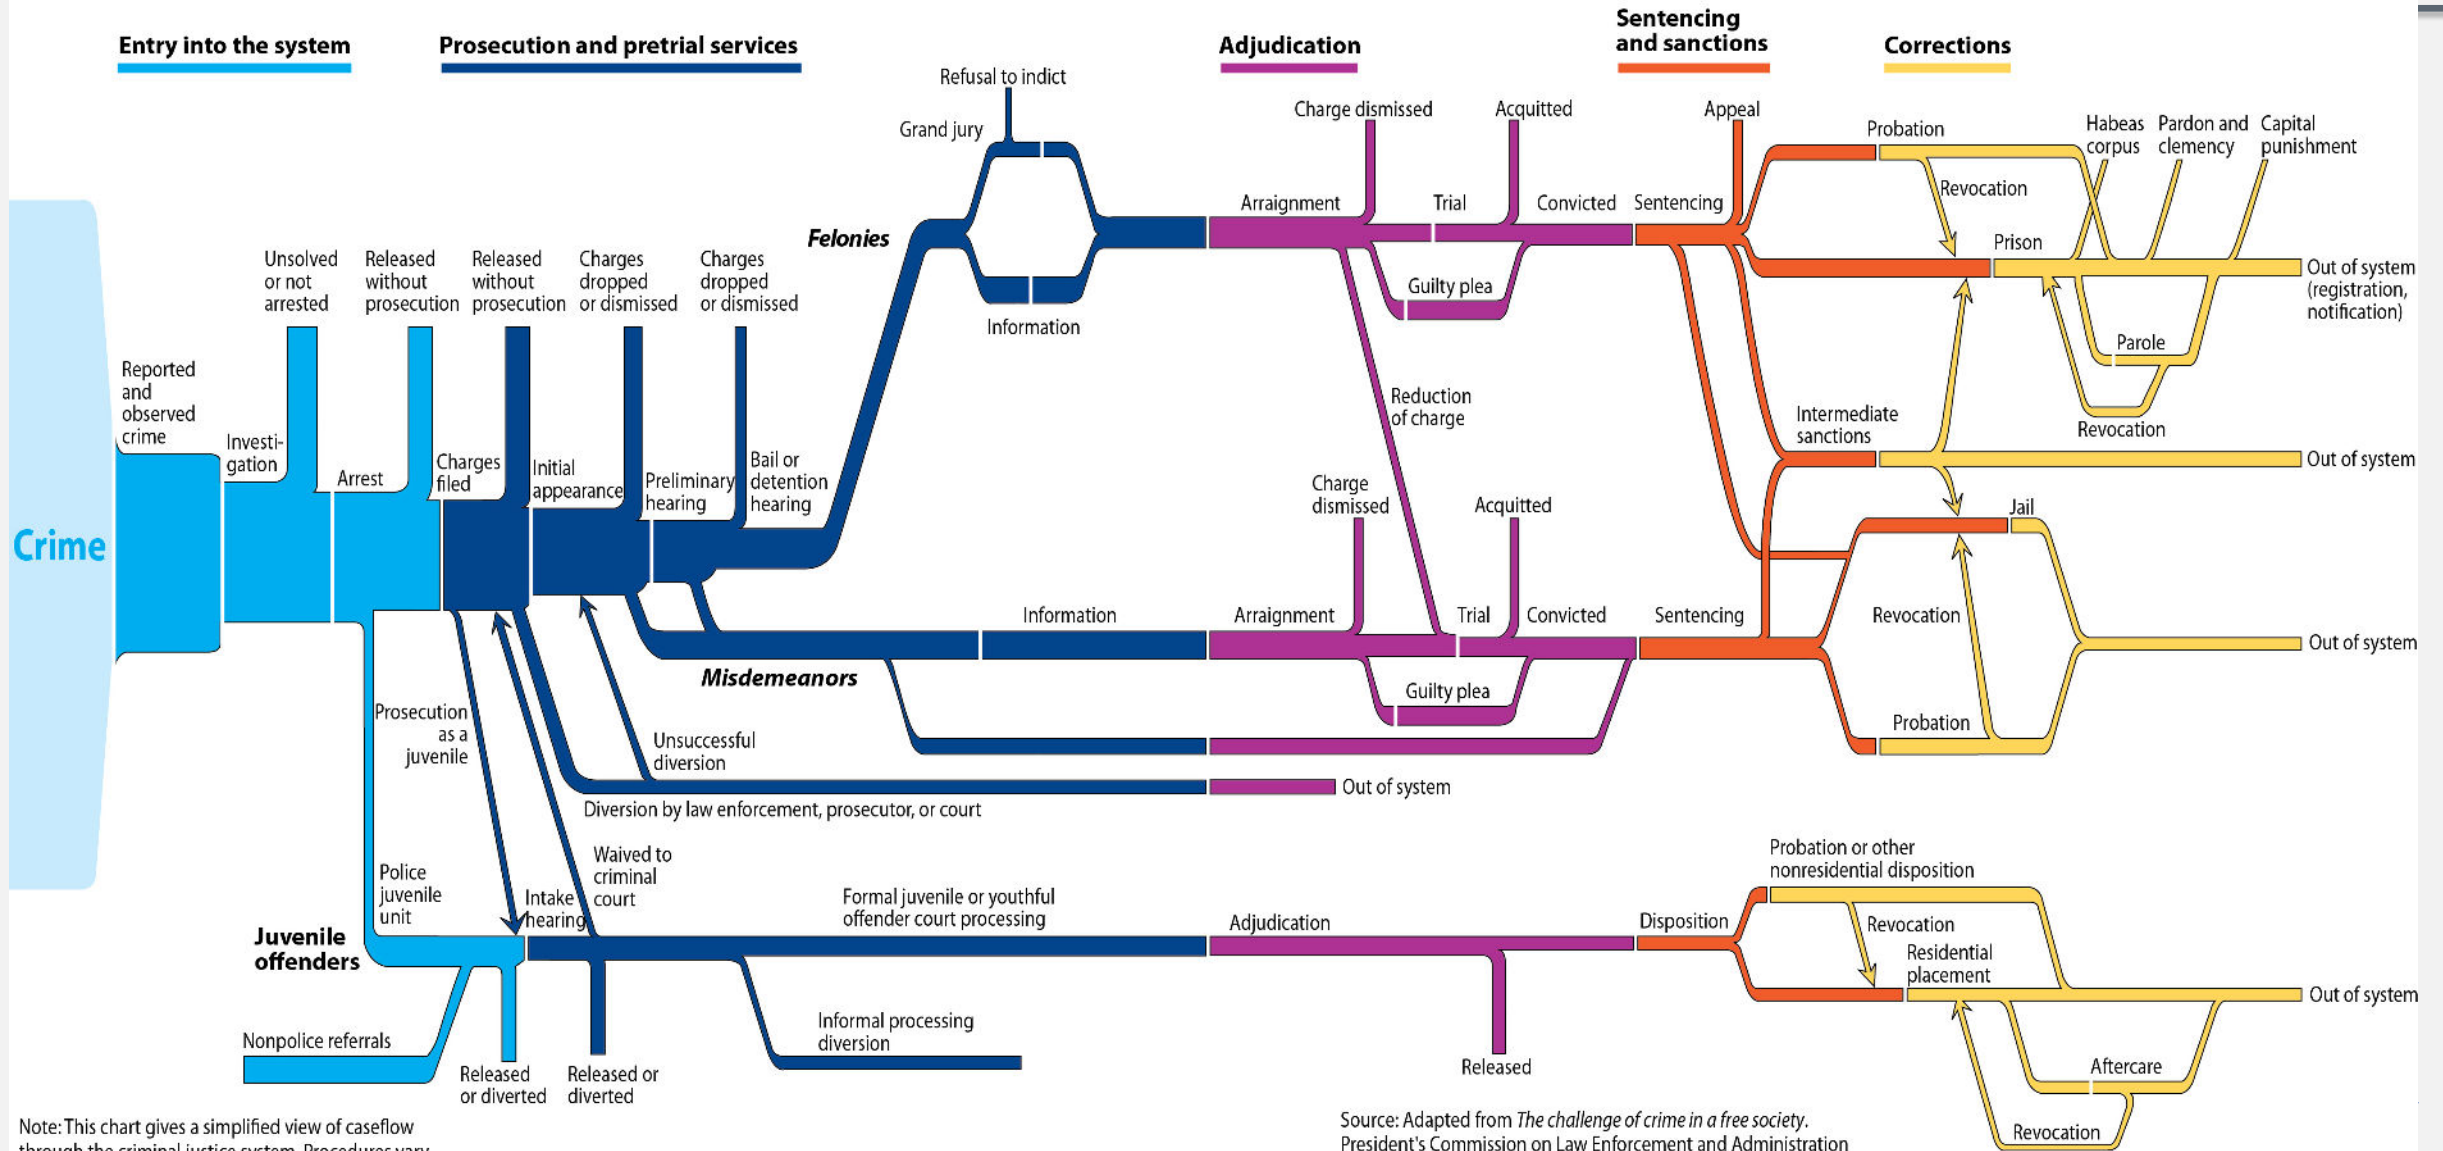 Entry into the system
Prosecution and pretrial services
Adjudication
Sentencing
and sanctions
Corrections
Refusal to indict
Grand jury
Charge dismissed
Acquitted
Appeal
Probation
Habeas
corpus
Pardon and
clemency
Capital
punishment
Revocation
Arraignment
Trial
Convicted
Sentencing
Felonies
Prison
Unsolved
or not
arrested
Released
without
prosecution
Released
without
prosecution
Charges
dropped
or dismissed
Charges
dropped
or dismissed
Out of system
(registration,
notification)
Guilty plea
Information
Parole
Reported
and
observed
crime
Reduction
of charge
Intermediate
sanctions
Revocation
Investi-
gation
Arrest
Charges
filed
Initial
appearance
Preliminary
hearing
Bail or
detention
hearing
Out of system
Charge
dismissed
Acquitted
Jail
Crime
Information
Arraignment
Trial
Convicted
Sentencing
Revocation
Out of system
Misdemeanors
Guilty plea
Prosecution
as a
juvenile
Unsuccessful
diversion
Probation
Out of system
Diversion by law enforcement, prosecutor, or court
Police
juvenile
unit
Waived to
criminal
court
Intake
hearing
Formal juvenile or youthful
offender court processing
Adjudication
Disposition
Probation or other
nonresidential disposition
Revocation
Residential
placement
Juvenile
offenders
Out of system
Nonpolice referrals
Informal processing
diversion
Released
or diverted
Released or
diverted
Released
Aftercare
Revocation
Note: This chart gives a simplified view of caseflow
through the criminal justice system. Procedures vary
Source: Adapted from The challenge of crime in a free society.
President's Commission on Law Enforcement and Administration